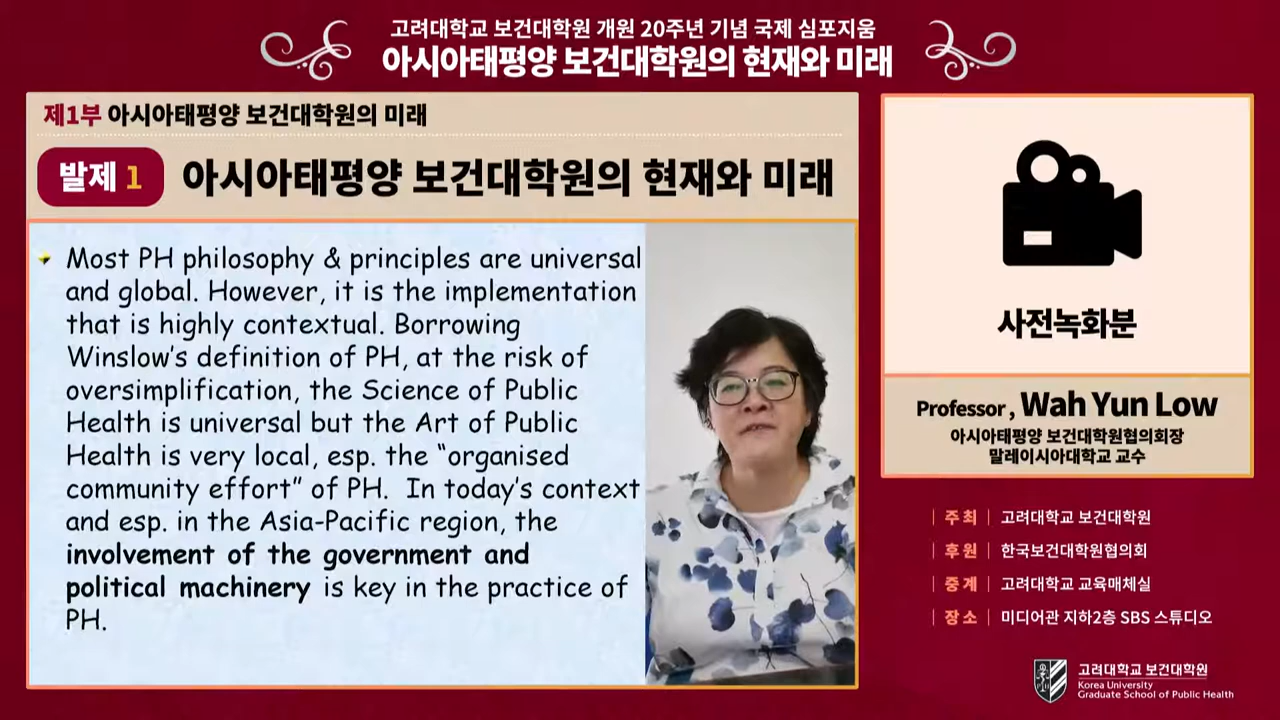 고려대학교 보건대학원 개원 20주년 기념 국제 심포지움
아시아태평양 보건대학원의 현재와 미래
제1부 아시아태평양 보건대학원의 미래
발제 1 아시아태평양 보건대학원의 현재와 미래
Most PH philosophy & principles are universal
and global. However, it is the implementation
that is highly contextual. Borrowing
Winslow's definition of PH, at the risk of
oversimplification, the Science of Public
Health is universal but the Art of Public
Health is very local, esp. the “organised
community effort” of PH. In today's context
and esp. in the Asia-Pacific region, the
involvement of the government and
political machinery is key in the practice of
PH.
사전녹화분
Professor, Wah Yun Low
아시아태평양 보건대학원협의회장
말레이시아대학교 교수
| 주최 | 고려대학교 보건대학원
| 후원 | 한국보건대학원협의회
| 중계 | 고려대학교 교육매체실
| 장소 | 미디어관 지하2층 SBS 스튜디오
고려대학교 보건대학원
Korea University
Graduate School of Public Health